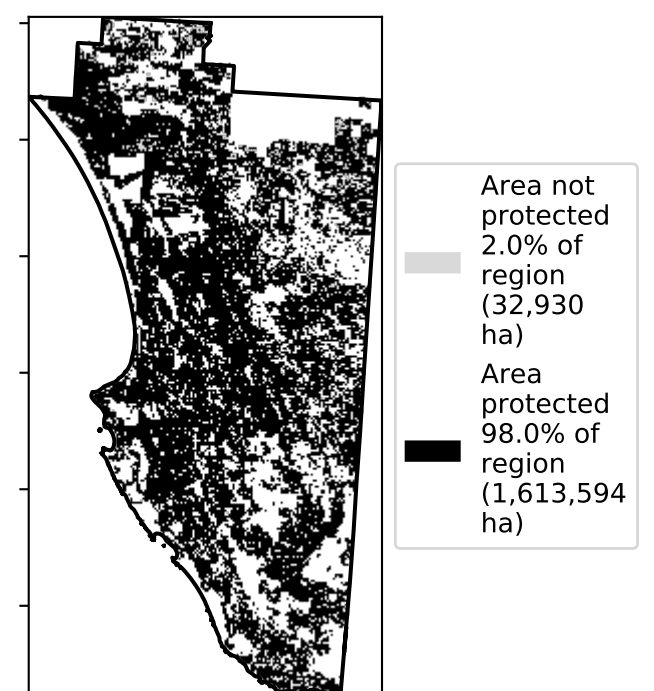 Area not
protected
2.0% of
region
(32,930
ha)
Area
protected
98.0% of
region
(1,613,594
ha)